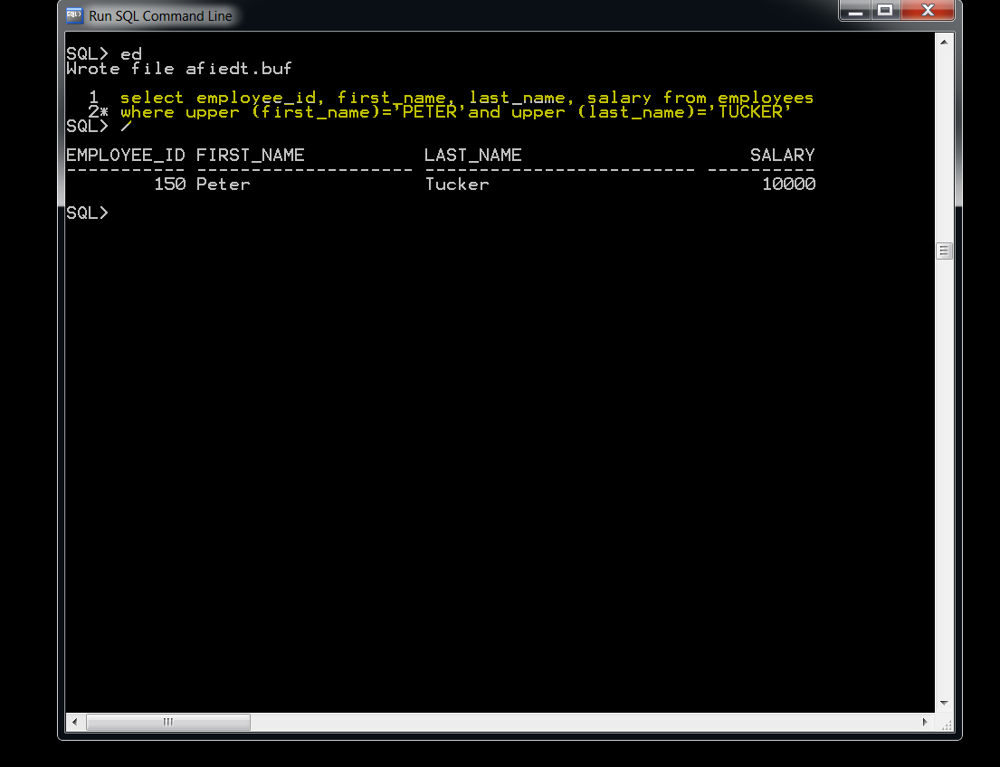 Run SQL Command Line
SQL> ed
Wrote file afiedt.buf
1 select employee_id, first_name, last_name, salary from employees
2* where upper (first_name)='PETER'and upper (last_name)='TUCKER'
SQL> /
EMPLOYEE_ID FIRST_NAME LAST_NAME SALARY
----------- -------------------- ------------------------- ----------
150 Peter Tucker 10000
SQL>